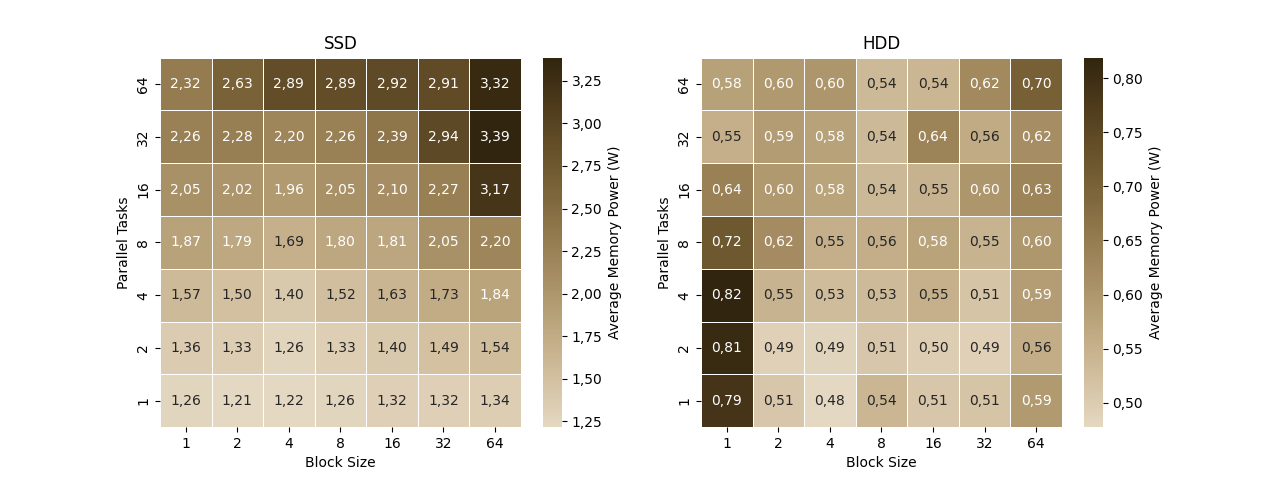 SSD
64 2,32 2,63 2,89 2,89 2,92 2,91 3,32
32 2,26 2,28 2,20 2,26 2,39 2,94 3,39
16 2,05 2,02 1,96 2,05 2,10 2,27 3,17
8 1,87 1,79 1,69 1,80 1,81 2,05 2,20
4 1,57 1,50 1,40 1,52 1,63 1,73 1,84
2 1,36 1,33 1,26 1,33 1,40 1,49 1,54
1 1,26 1,21 1,22 1,26 1,32 1,32 1,34
1 2 4 8 16 32 64
Block Size
Parallel Tasks
3,25
3,00
2,75
2,50
2,25
2,00
1,75
1,50
1,25
Average Memory Power (W)
HDD
64 0,58 0,60 0,60 0,54 0,54 0,62 0,70
32 0,55 0,59 0,58 0,54 0,64 0,56 0,62
16 0,64 0,60 0,58 0,54 0,55 0,60 0,63
8 0,72 0,62 0,55 0,56 0,58 0,55 0,60
4 0,82 0,55 0,53 0,53 0,55 0,51 0,59
2 0,81 0,49 0,49 0,51 0,50 0,49 0,56
1 0,79 0,51 0,48 0,54 0,51 0,51 0,59
1 2 4 8 16 32 64
Block Size
Parallel Tasks
0,80
0,75
0,70
0,65
0,60
0,55
0,50
Average Memory Power (W)